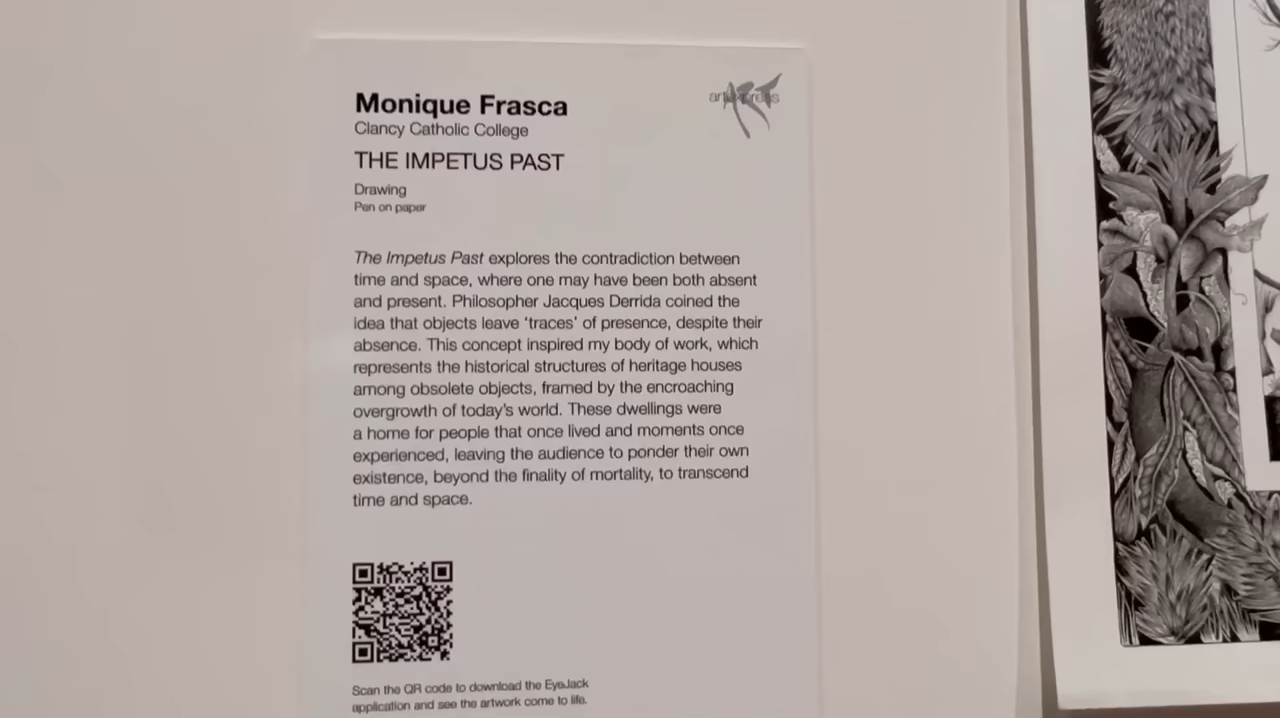 Monique Frasca
artexpress
ART
Clancy Catholic College
THE IMPETUS PAST
Drawing
Pen on paper
The Impetus Past explores the contradiction between
time and space, where one may have been both absent
and present. Philosopher Jacques Derrida coined the
idea that objects leave ‘traces’ of presence, despite their
absence. This concept inspired my body of work, which
represents the historical structures of heritage houses
among obsolete objects, framed by the encroaching
overgrowth of today’s world. These dwellings were
a home for people that once lived and moments once
experienced, leaving the audience to ponder their own
existence, beyond the finality of mortality, to transcend
time and space.
Scan the QR code to download the EyeJack
application and see the artwork come to life.